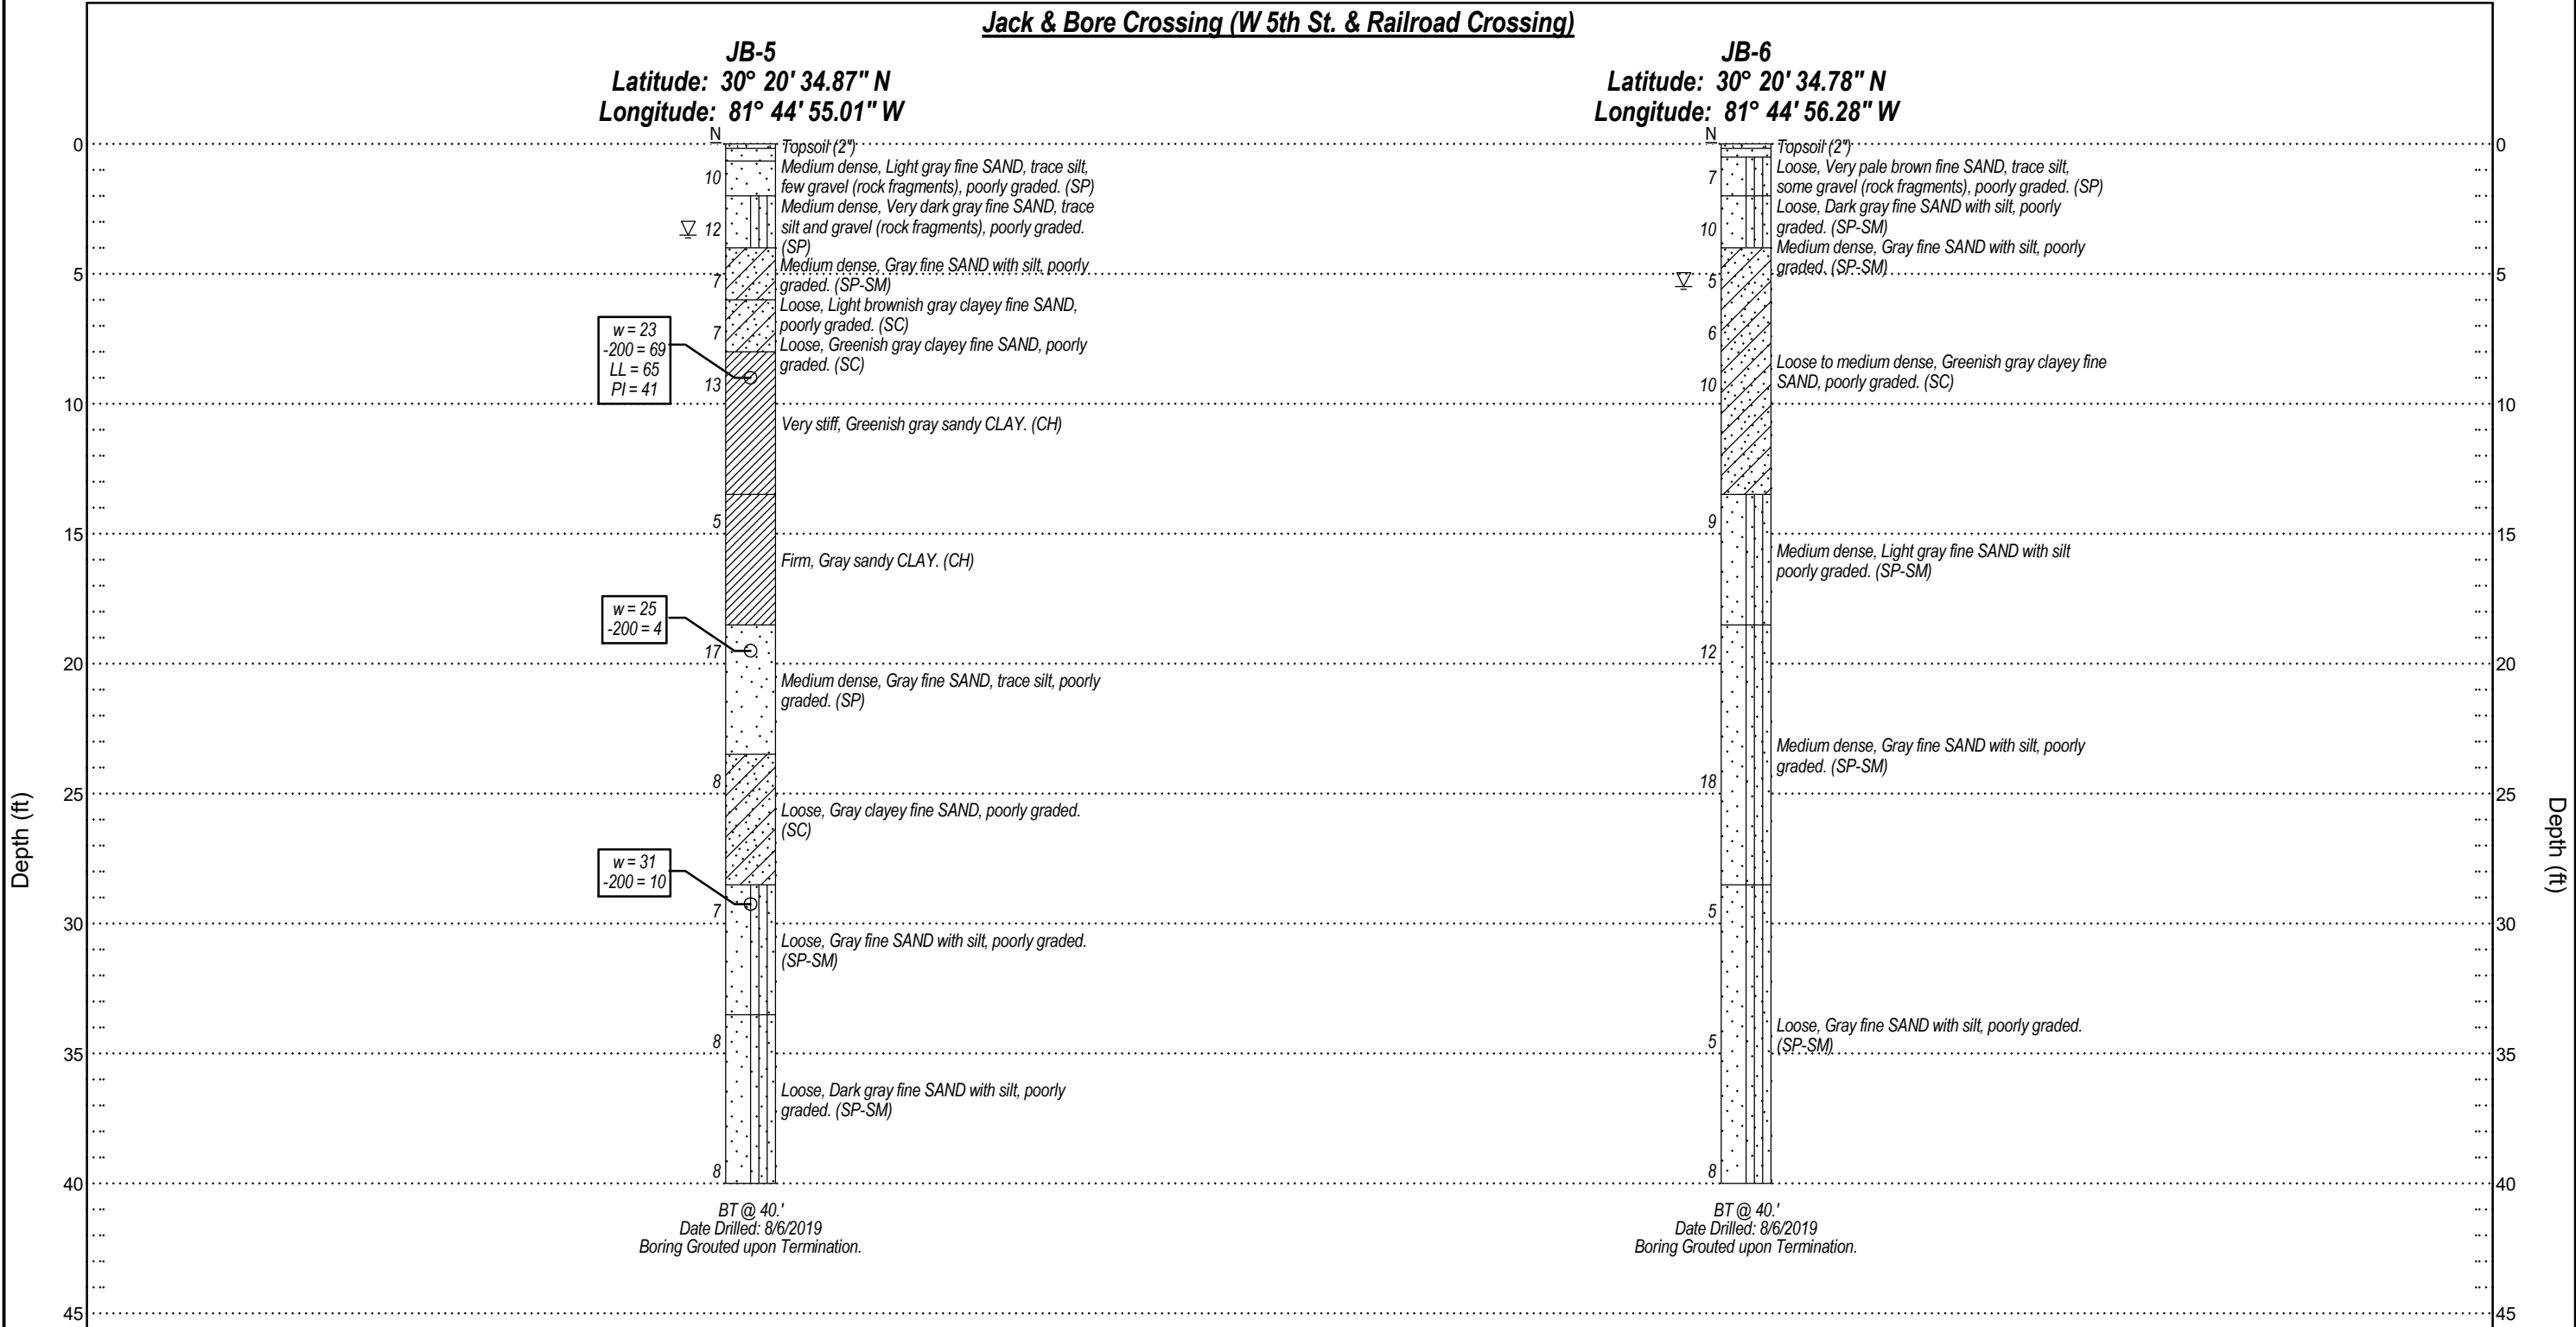 Jack & Bore Crossing (W 5th St. & Railroad Crossing)
JB-5
Latitude: 30° 20' 34.87" N
Longitude: 81° 44' 55.01" W
N
Topsoil (2")
Medium dense, Light gray fine SAND, trace silt,
few gravel (rock fragments), poorly graded. (SP)
Medium dense, Very dark gray fine SAND, trace
silt and gravel (rock fragments), poorly graded.
(SP)
Medium dense, Gray fine SAND with silt, poorly
graded. (SP-SM)
Loose, Light brownish gray clayey fine SAND,
poorly graded. (SC)
Loose, Greenish gray clayey fine SAND, poorly
graded. (SC)
Very stiff, Greenish gray sandy CLAY. (CH)
Firm, Gray sandy CLAY. (CH)
Medium dense, Gray fine SAND, trace silt, poorly
graded. (SP)
Loose, Gray clayey fine SAND, poorly graded.
(SC)
Loose, Gray fine SAND with silt, poorly graded.
(SP-SM)
Loose, Dark gray fine SAND with silt, poorly
graded. (SP-SM)
10
12
7
7
13
5
17
8
7
8
8
w = 23
-200 = 69
LL = 65
PI = 41
w = 25
-200 = 4
w = 31
-200 = 10
BT @ 40.'
Date Drilled: 8/6/2019
Boring Grouted upon Termination.
JB-6
Latitude: 30° 20' 34.78" N
Longitude: 81° 44' 56.28" W
N
Topsoil (2")
Loose, Very pale brown fine SAND, trace silt,
some gravel (rock fragments), poorly graded. (SP)
Loose, Dark gray fine SAND with silt, poorly
graded. (SP-SM)
Medium dense, Gray fine SAND with silt, poorly
graded. (SP-SM)
Loose to medium dense, Greenish gray clayey fine
SAND, poorly graded. (SC)
Medium dense, Light gray fine SAND with silt
poorly graded. (SP-SM)
Medium dense, Gray fine SAND with silt, poorly
graded. (SP-SM)
Loose, Gray fine SAND with silt, poorly graded.
(SP-SM)
7
10
5
6
10
9
12
18
5
5
8
BT @ 40.'
Date Drilled: 8/6/2019
Boring Grouted upon Termination.
Depth (ft)
0
5
10
15
20
25
30
35
40
45
Depth (ft)
0
5
10
15
20
25
30
35
40
45